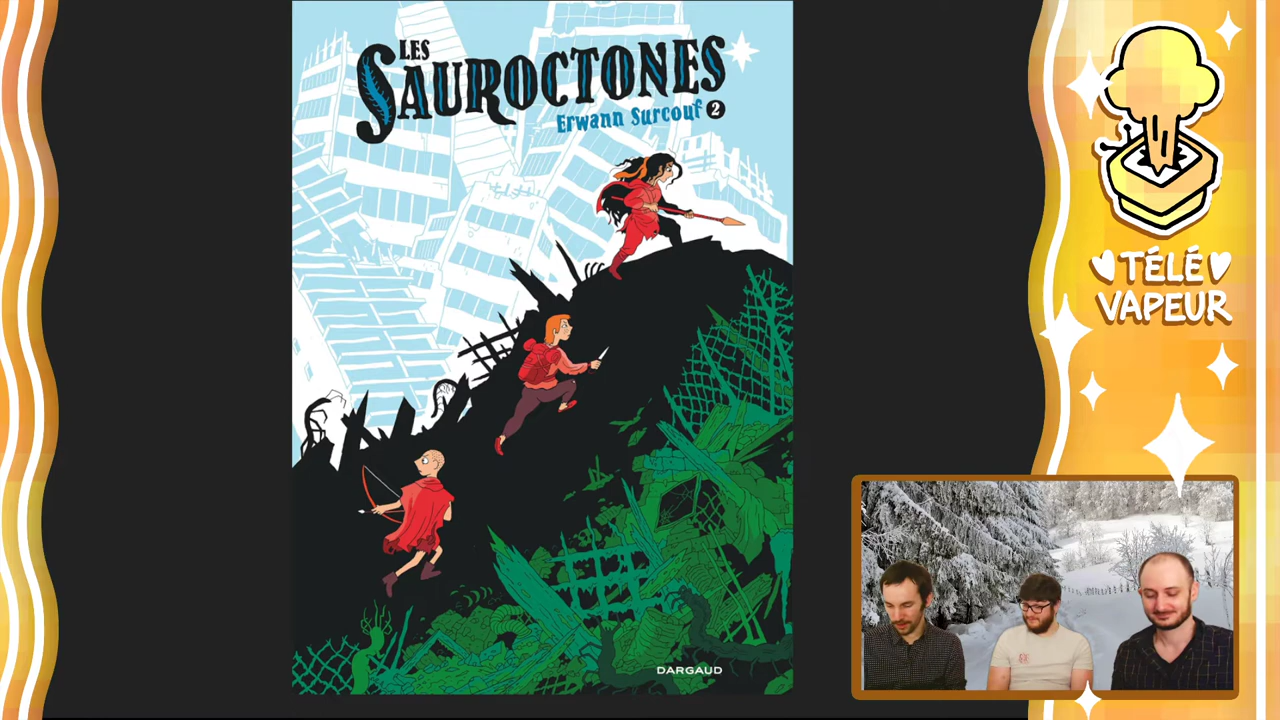 LES
SAUROCTONES
Erwann Surcouf 2
DARGAUD
TÉLÉ
VAPEUR